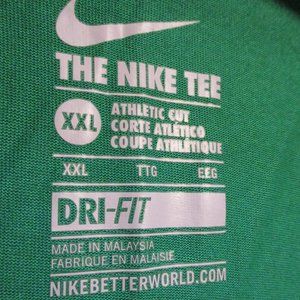 THE NIKE TEE
XXL
ATHLETIC CUT
CORTE ATLÉTICO
COUPE ATHLÉTIQUE
XXL TTG EEG
DRI-FIT
MADE IN MALAYSIA
FABRIQUE EN MALAISIE
NIKEBETTERWORLD.COM